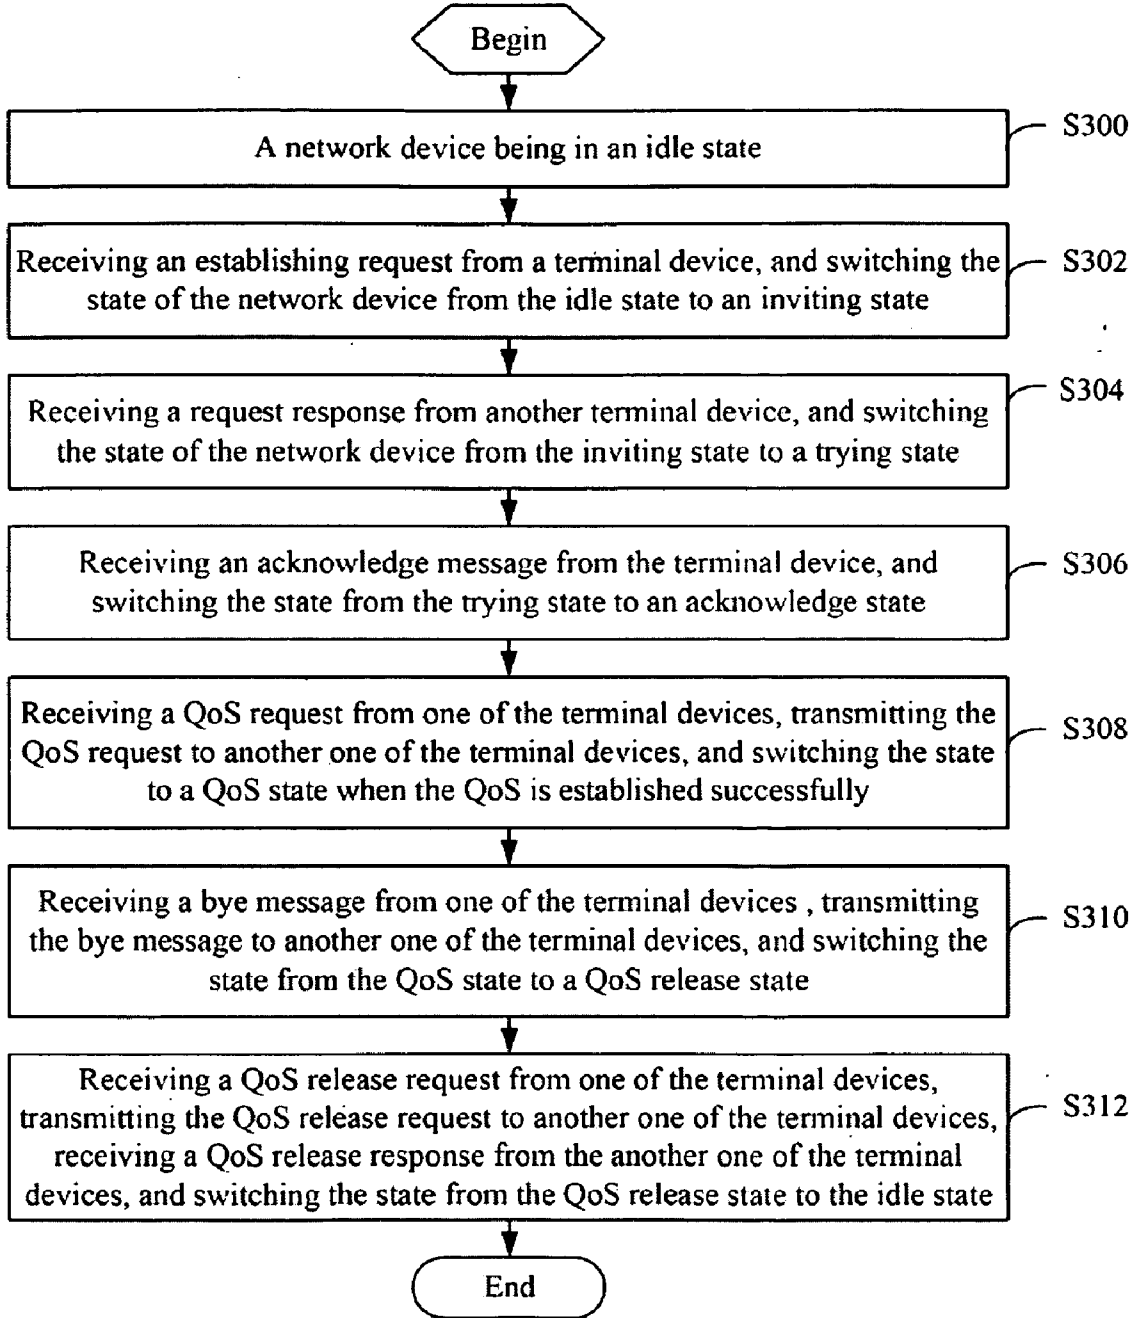 Begin
A network device being in an idle state
S300
Receiving an establishing request from a terminal device, and switching the
state of the network device from the idle state to an inviting state
S302
Receiving a request response from another terminal device, and switching
the state of the network device from the inviting state to a trying state
S304
Receiving an acknowledge message from the terminal device, and
switching the state from the trying state to an acknowledge state
S306
Receiving a QoS request from one of the terminal devices, transmitting the
QoS request to another one of the terminal devices, and switching the state
to a QoS state when the QoS is established successfully
S308
Receiving a bye message from one of the terminal devices , transmitting
the bye message to another one of the terminal devices, and switching the
state from the QoS state to a QoS release state
S310
Receiving a QoS release request from one of the terminal devices,
transmitting the QoS release request to another one of the terminal devices,
receiving a QoS release response from the another one of the terminal
devices, and switching the state from the QoS release state to the idle state
S312
End